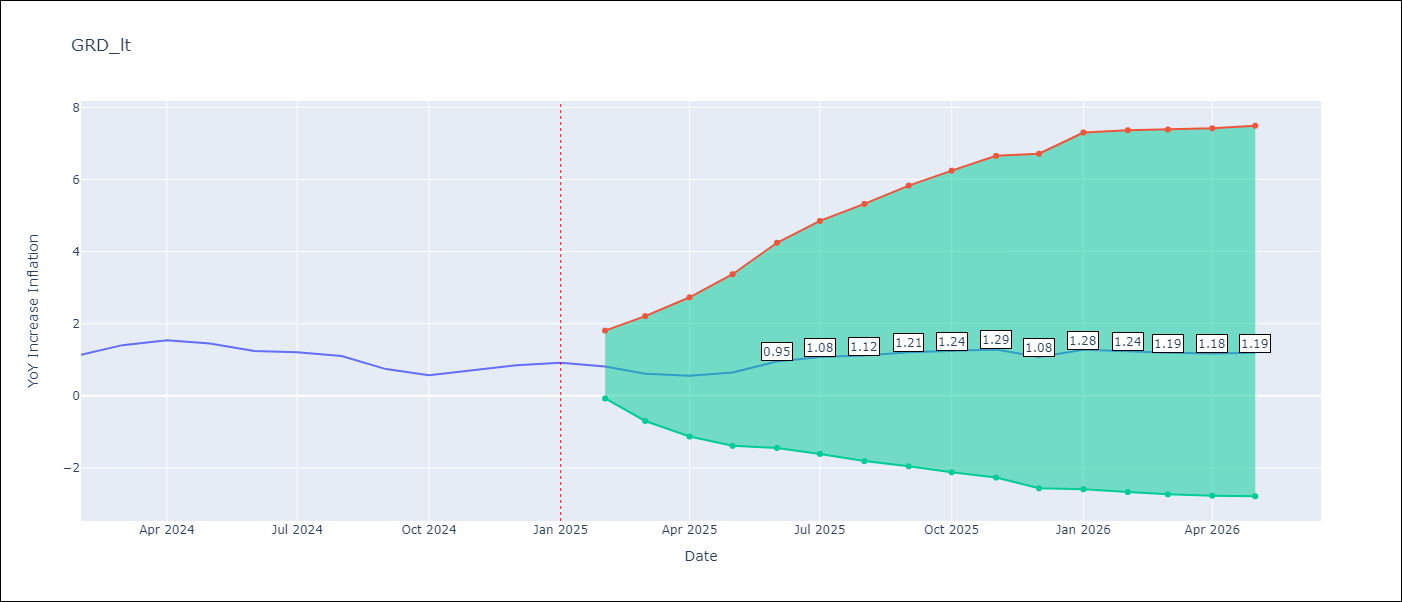 GRD_lt
YoY Increase Inflation
8
6
4
2
0
−2
0.95
1.08
1.12
1.21
1.24
1.29
1.08
1.28
1.24
1.19
1.18
1.19
Apr 2024
Jul 2024
Oct 2024
Jan 2025
Apr 2025
Jul 2025
Oct 2025
Jan 2026
Apr 2026
Date